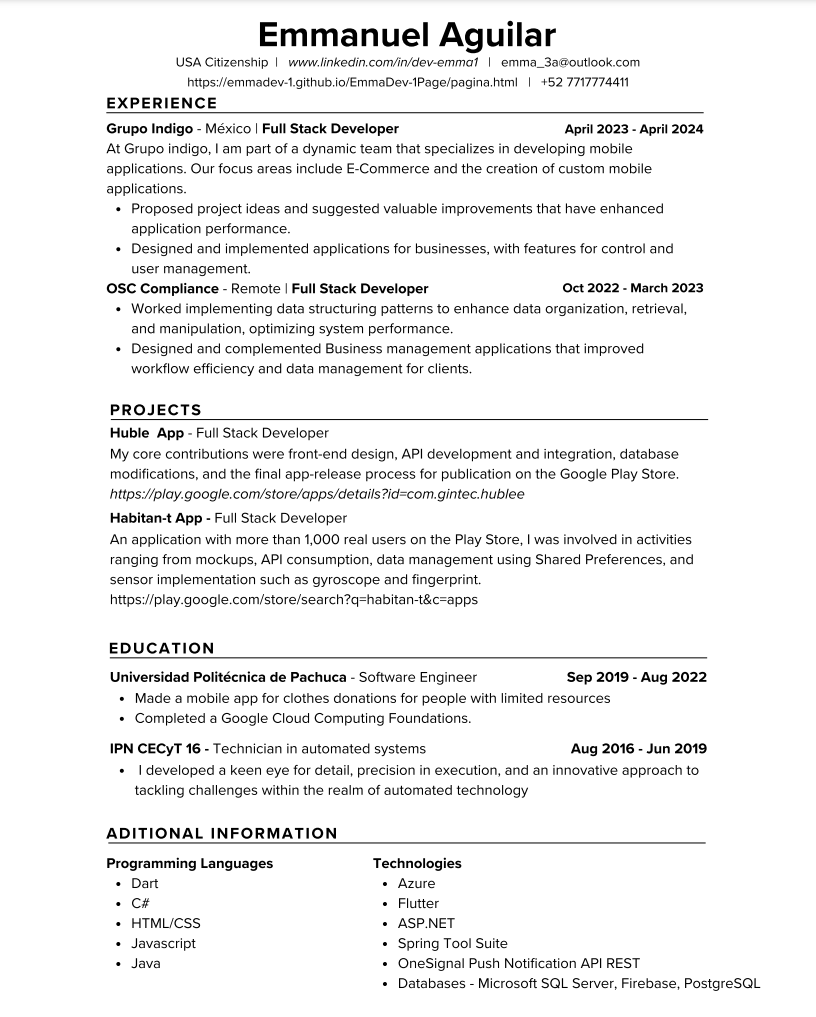 Emmanuel Aguilar
USA Citizenship | www.linkedin.com/in/dev-emma1 | emma_3a@outlook.com
https://emmadev-1.github.io/EmmaDev-1Page/pagina.html | +52 7717774411
EXPERIENCE
Grupo Indigo - México | Full Stack Developer April 2023 - April 2024
At Grupo indigo, I am part of a dynamic team that specializes in developing mobile
applications. Our focus areas include E-Commerce and the creation of custom mobile
applications.
• Proposed project ideas and suggested valuable improvements that have enhanced
application performance.
• Designed and implemented applications for businesses, with features for control and
user management.
OSC Compliance - Remote | Full Stack Developer Oct 2022 - March 2023
• Worked implementing data structuring patterns to enhance data organization, retrieval,
and manipulation, optimizing system performance.
• Designed and complemented Business management applications that improved
workflow efficiency and data management for clients.
PROJECTS
Huble App - Full Stack Developer
My core contributions were front-end design, API development and integration, database
modifications, and the final app-release process for publication on the Google Play Store.
https://play.google.com/store/apps/details?id=com.gintec.hublee
Habitan-t App - Full Stack Developer
An application with more than 1,000 real users on the Play Store, I was involved in activities
ranging from mockups, API consumption, data management using Shared Preferences, and
sensor implementation such as gyroscope and fingerprint.
https://play.google.com/store/search?q=habitan-t&c=apps
EDUCATION
Universidad Politécnica de Pachuca - Software Engineer Sep 2019 - Aug 2022
• Made a mobile app for clothes donations for people with limited resources
• Completed a Google Cloud Computing Foundations.
IPN CECyT 16 - Technician in automated systems Aug 2016 - Jun 2019
• I developed a keen eye for detail, precision in execution, and an innovative approach to
tackling challenges within the realm of automated technology
ADITIONAL INFORMATION
Programming Languages
• Dart
• C#
• HTML/CSS
• Javascript
• Java
Technologies
• Azure
• Flutter
• ASP.NET
• Spring Tool Suite
• OneSignal Push Notification API REST
• Databases - Microsoft SQL Server, Firebase, PostgreSQL